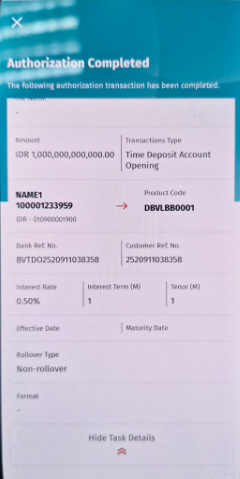 Authorization Completed
The following authorization transaction has been completed.
File Name
-
Amount
IDR 1,000,000,000,000.00
Transactions Type
Time Deposit Account
Opening
NAME1
100001233959
IDR - 010900001900
Product Code
DBVLBB0001
Bank Ref. No.
BVTDO2520911038358
Customer Ref. No.
2520911038358
Interest Rate
0.50%
Interest Term (M)
1
Tenor (M)
1
Effective Date
Maturity Date
Rollover Type
Non-rollover
Format
-
Hide Task Details